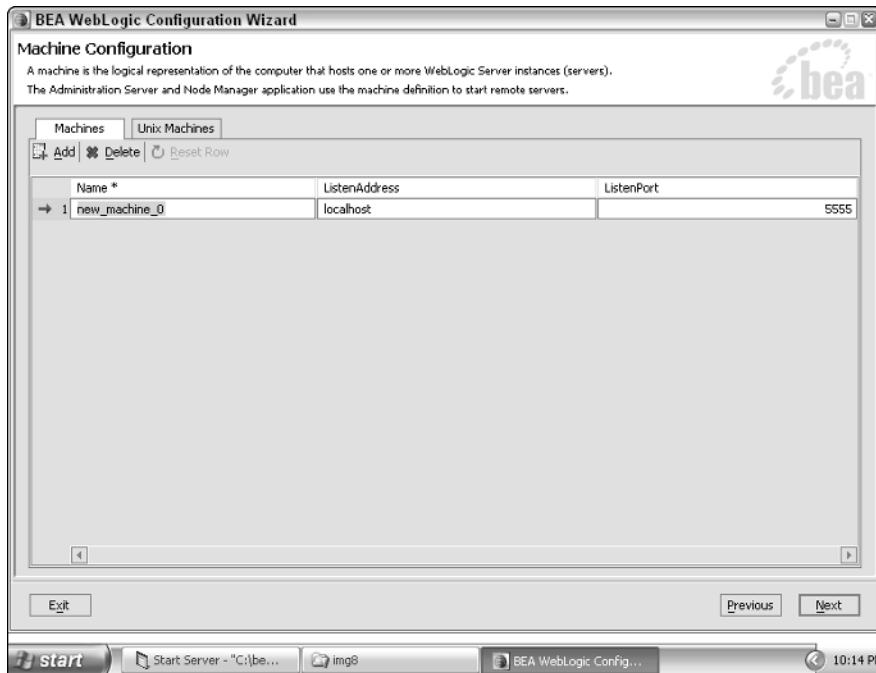 BEA WebLogic Configuration Wizard
Machine Configuration
A machine is the logical representation of the computer that hosts one or more WebLogic Server instances (servers).
The Administration Server and Node Manager application use the machine definition to start remote servers.
bea
Machines Unix Machines
Add Delete Reset Row
Name * ListenAddress ListenPort
1 new_machine_0 localhost 5555
Exit Previous Next
start Start Server - "C:\be... img8 BEA WebLogic Config... 10:14 P